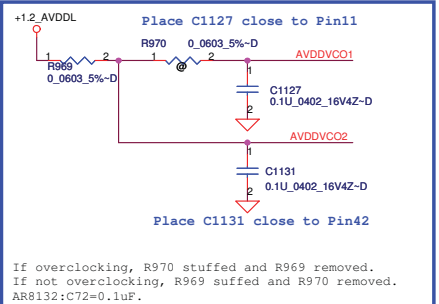 +1.2_AVDDL
Place C1127 close to Pin11
R970
0_0603_5%~D
AVDDVCO1
1
2
1
2
R969
@
0_0603_5%~D
1
C1127
0.1U_0402_16V4Z~D
2
AVDDVCO2
1
C1131
0.1U_0402_16V4Z~D
2
Place C1131 close to Pin42
If overclocking, R970 stuffed and R969 removed.
If not overclocking, R969 suffed and R970 removed.
AR8132:C72=0.1uF.